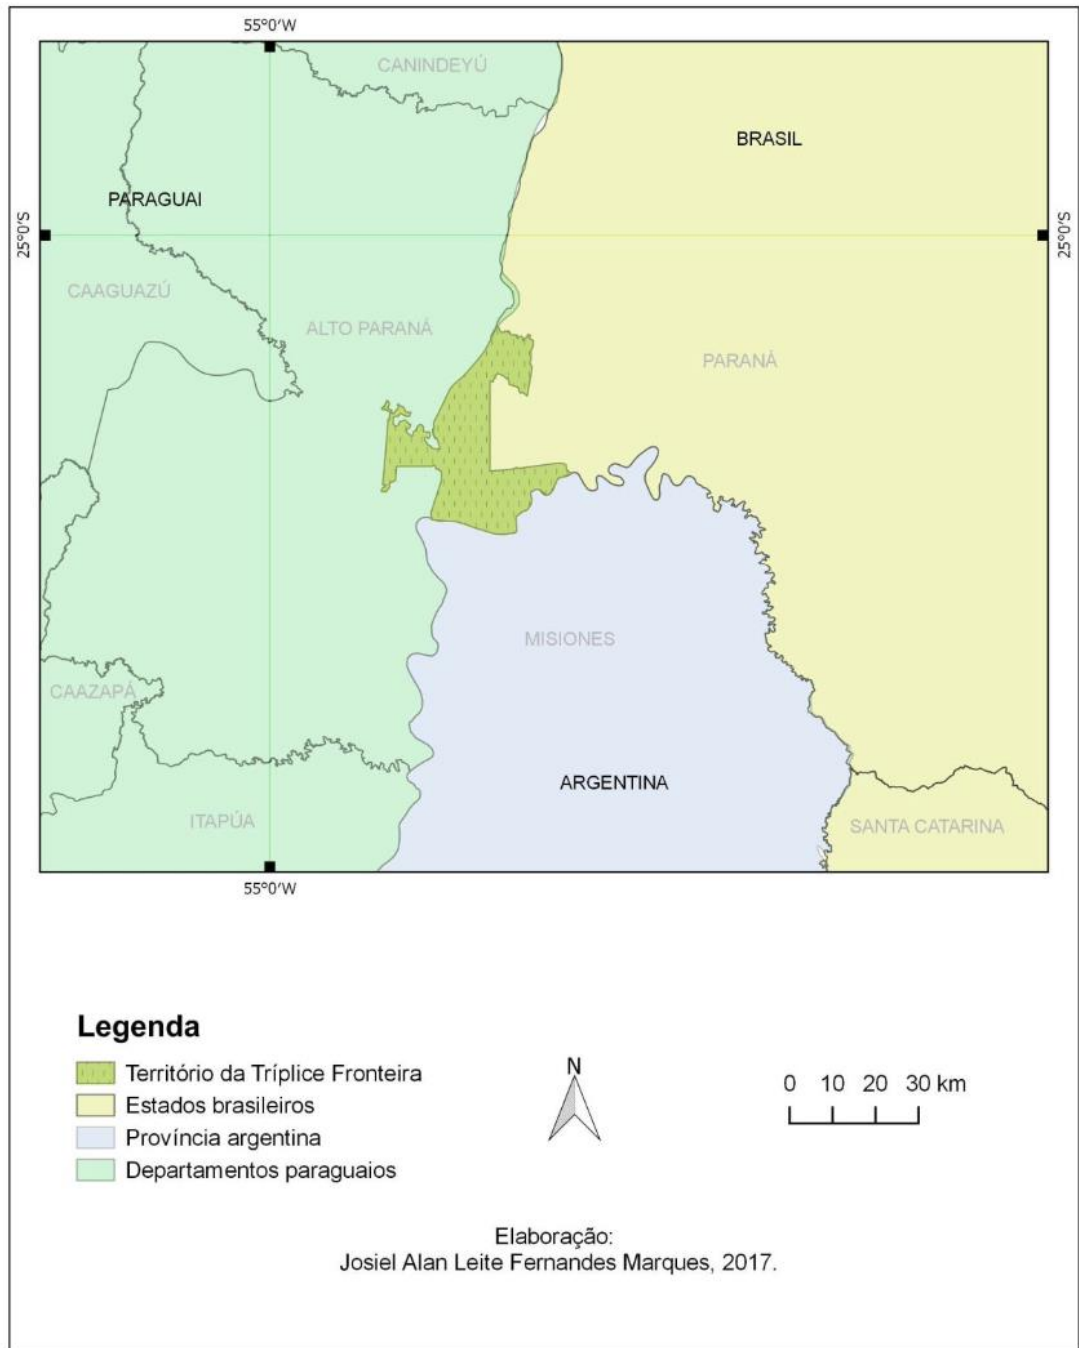 55°0'W
CANINDEYÚ
BRASIL
PARAGUAI
25°0'S
25°0'S
CAAGUAZÚ
ALTO PARANÁ
PARANÁ
MISIONES
CAAZAPÁ
ARGENTINA
ITAPÚA
SANTA CATARINA
55°0'W
Legenda
Território da Tríplice Fronteira
Estados brasileiros
Província argentina
Departamentos paraguaios
N
0 10 20 30 km
Elaboração:
Josiel Alan Leite Fernandes Marques, 2017.